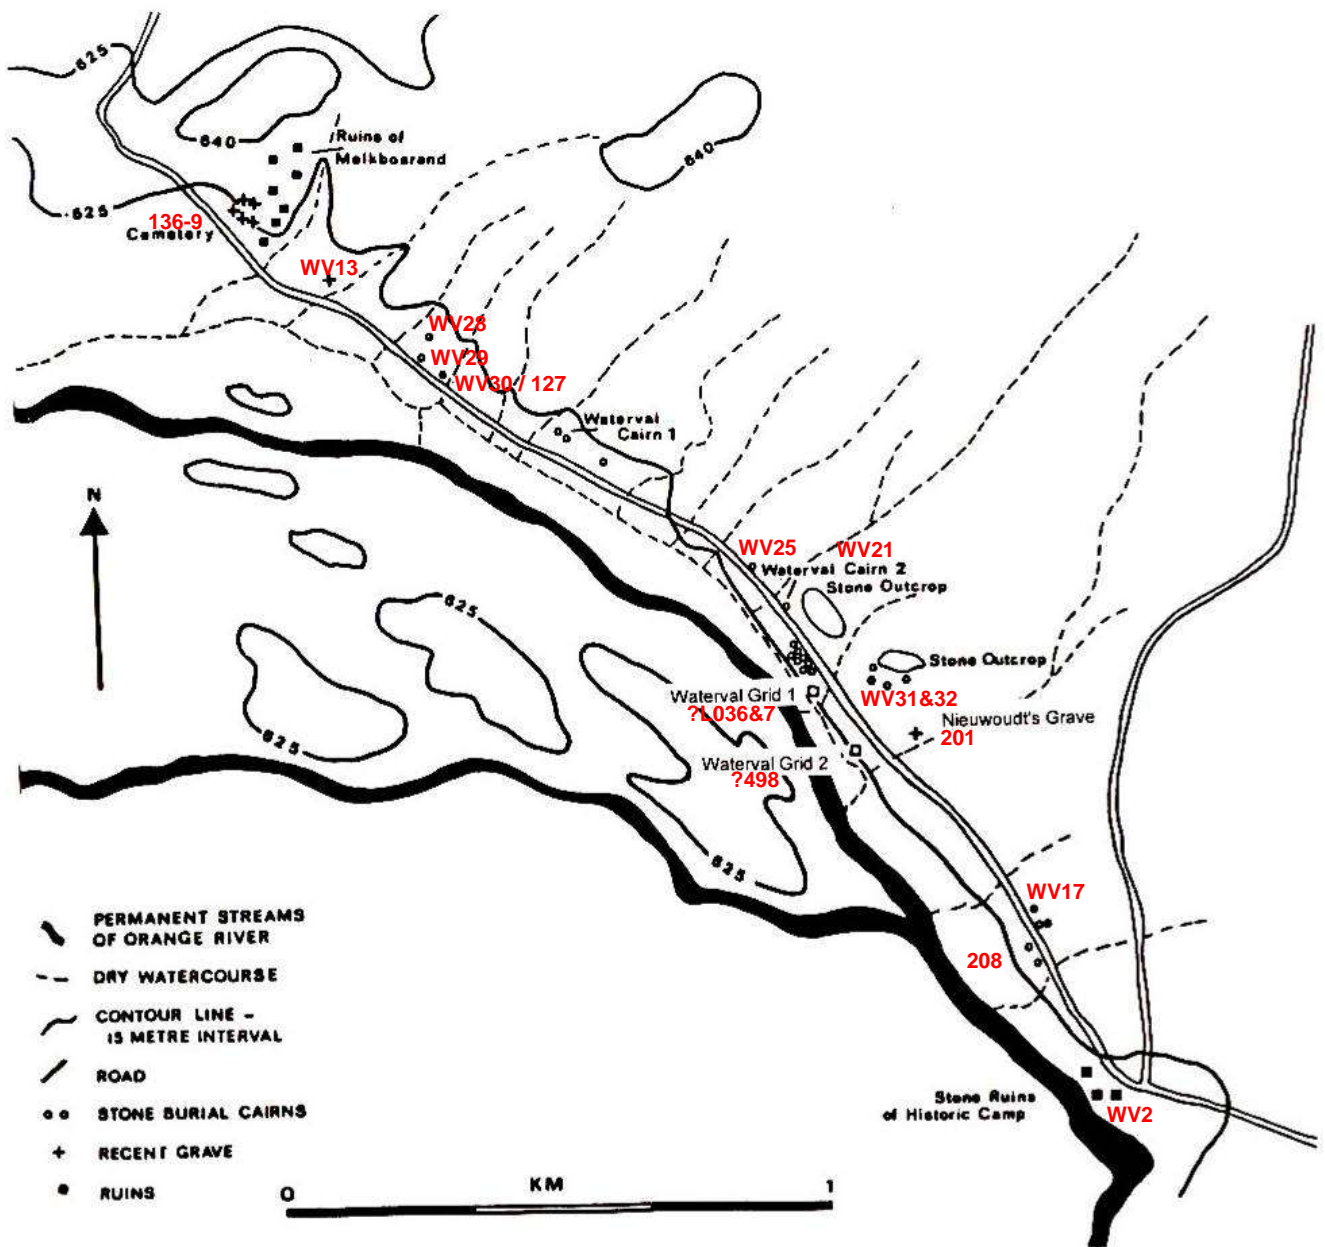 625
640
Ruins of
Melkbosrand
640
625
136-9
Cemetery
WV13
WV28
WV29
WV30 / 127
Waterval
Cairn 1
N
WV25
WV21
Waterval Cairn 2
Stone Outcrop
625
Stone Outcrop
WV31&32
Waterval Grid 1
?L036&7
Nieuwoudt's Grave
201
625
Waterval Grid 2
?498
625
WV17
208
PERMANENT STREAMS
OF ORANGE RIVER
DRY WATERCOURSE
CONTOUR LINE -
15 METRE INTERVAL
ROAD
STONE BURIAL CAIRNS
RECENT GRAVE
RUINS
Stone Ruins
of Historic Camp
WV2
0 KM 1